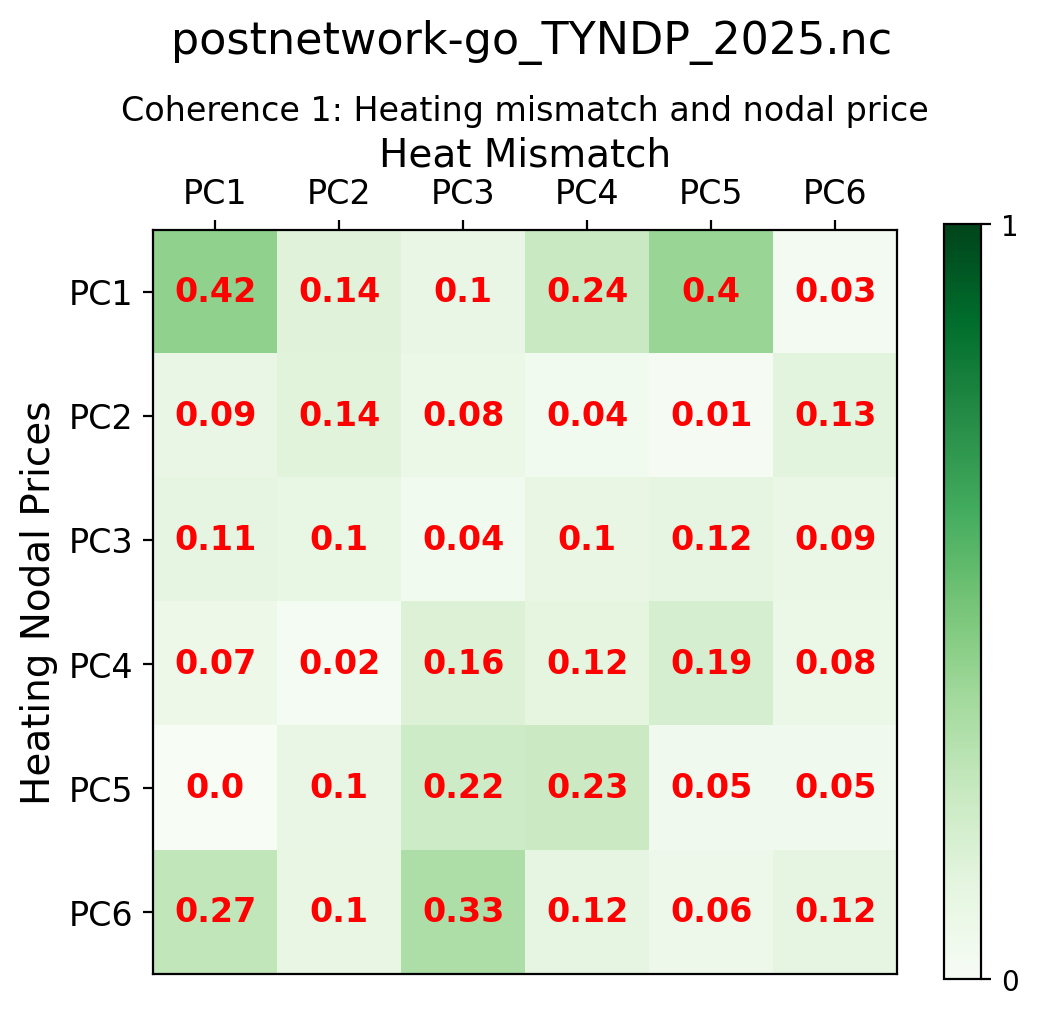 postnetwork-go_TYNDP_2025.nc
Coherence 1: Heating mismatch and nodal price
Heat Mismatch
PC1 PC2 PC3 PC4 PC5 PC6
1
PC1 0.42 0.14 0.1 0.24 0.4 0.03
PC2 0.09 0.14 0.08 0.04 0.01 0.13
PC3 0.11 0.1 0.04 0.1 0.12 0.09
PC4 0.07 0.02 0.16 0.12 0.19 0.08
PC5 0.0 0.1 0.22 0.23 0.05 0.05
PC6 0.27 0.1 0.33 0.12 0.06 0.12
0
Heating Nodal Prices